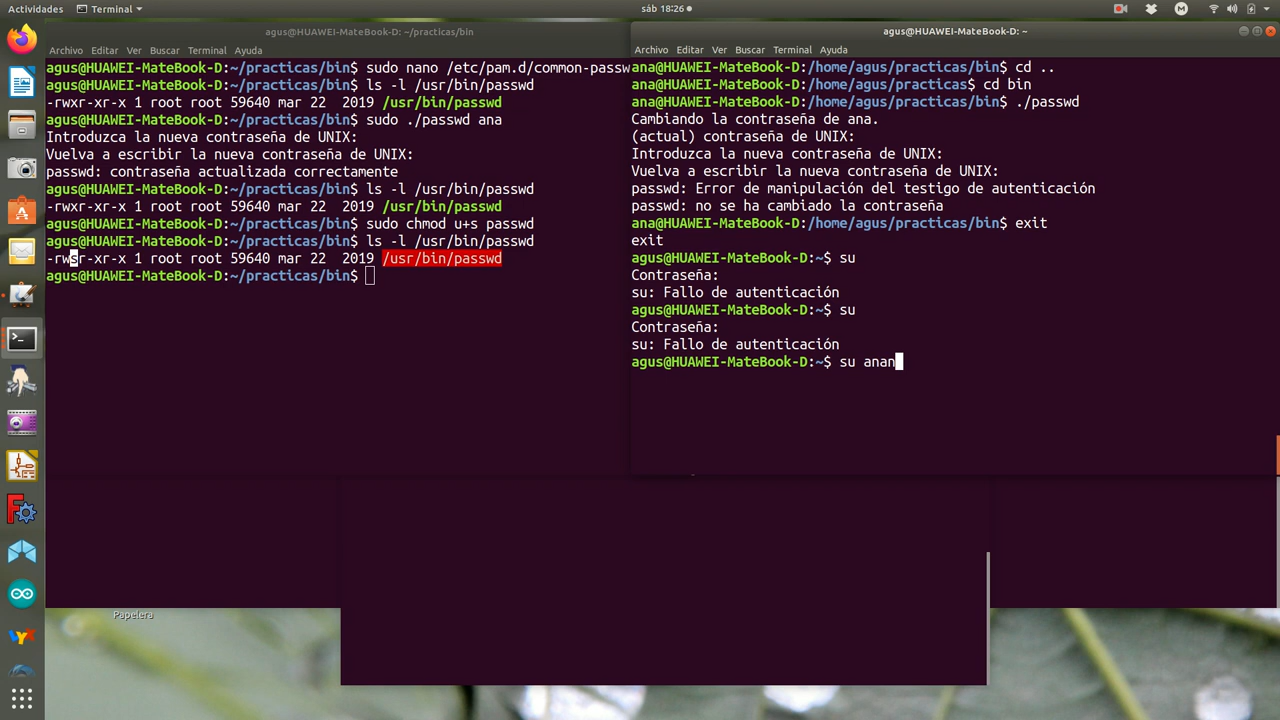 Actividades
Terminal
sáb 18:26
agus@HUAWEI-MateBook-D: ~/practicas/bin
Archivo Editar Ver Buscar Terminal Ayuda
agus@HUAWEI-MateBook-D:~/practicas/bin$ sudo nano /etc/pam.d/common-passw
agus@HUAWEI-MateBook-D:~/practicas/bin$ ls -l /usr/bin/passwd
-rwxr-xr-x 1 root root 59640 mar 22  2019 /usr/bin/passwd
agus@HUAWEI-MateBook-D:~/practicas/bin$ sudo ./passwd ana
Introduzca la nueva contraseña de UNIX:
Vuelva a escribir la nueva contraseña de UNIX:
passwd: contraseña actualizada correctamente
agus@HUAWEI-MateBook-D:~/practicas/bin$ ls -l /usr/bin/passwd
-rwxr-xr-x 1 root root 59640 mar 22  2019 /usr/bin/passwd
agus@HUAWEI-MateBook-D:~/practicas/bin$ sudo chmod u+s passwd
agus@HUAWEI-MateBook-D:~/practicas/bin$ ls -l /usr/bin/passwd
-rwsr-xr-x 1 root root 59640 mar 22  2019 /usr/bin/passwd
agus@HUAWEI-MateBook-D:~/practicas/bin$
agus@HUAWEI-MateBook-D: ~
Archivo Editar Ver Buscar Terminal Ayuda
ana@HUAWEI-MateBook-D:/home/agus/practicas$ cd ..
ana@HUAWEI-MateBook-D:/home/agus/practicas$ cd bin
ana@HUAWEI-MateBook-D:/home/agus/practicas/bin$ ./passwd
Cambiando la contraseña de ana.
(actual) contraseña de UNIX:
Introduzca la nueva contraseña de UNIX:
Vuelva a escribir la nueva contraseña de UNIX:
passwd: Error de manipulación del testigo de autenticación
passwd: no se ha cambiado la contraseña
ana@HUAWEI-MateBook-D:/home/agus/practicas/bin$ exit
exit
agus@HUAWEI-MateBook-D:~$ su
Contraseña:
su: Fallo de autenticación
agus@HUAWEI-MateBook-D:~$ su
Contraseña:
su: Fallo de autenticación
agus@HUAWEI-MateBook-D:~$ su anan
Papelera